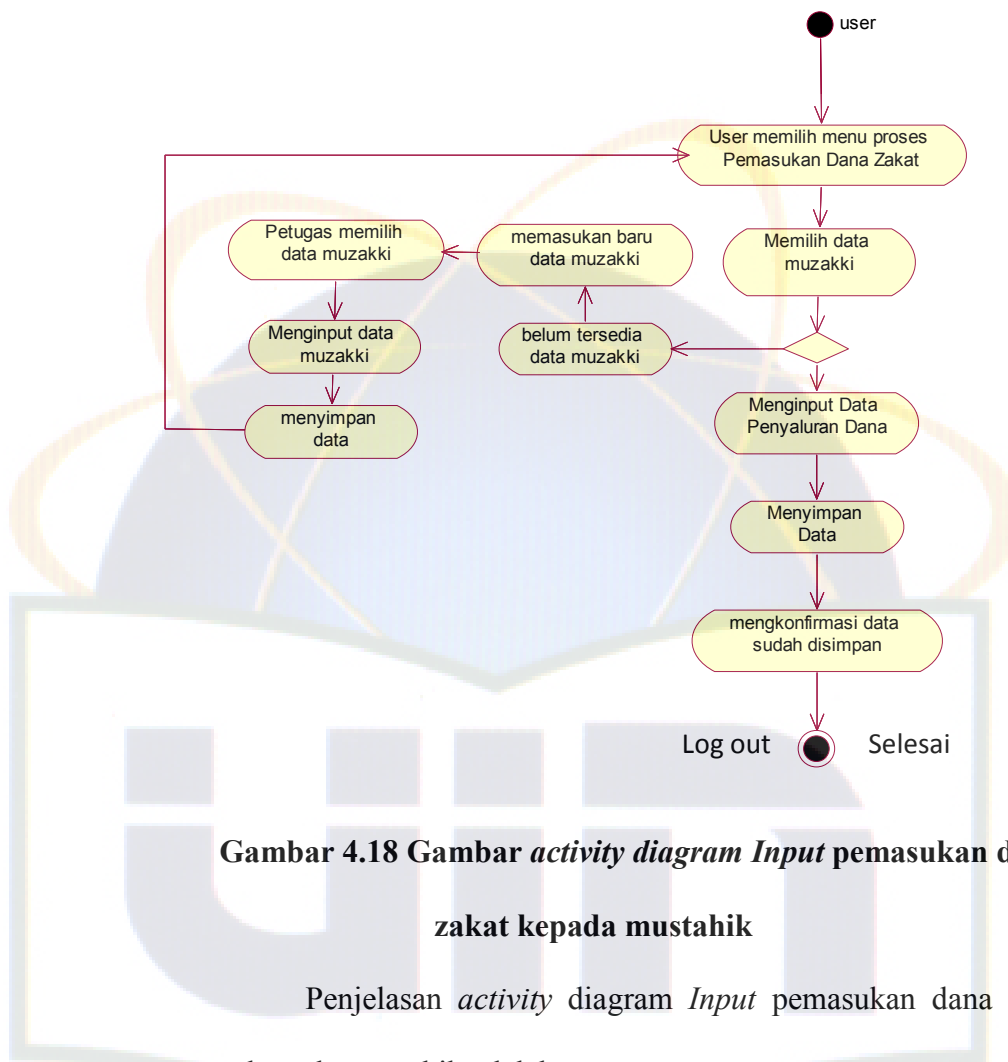 user
User memilih menu proses
Pemasukan Dana Zakat
Petugas memilih
data muzakki
memasukan baru
data muzakki
Memilih data
muzakki
Menginput data
muzakki
belum tersedia
data muzakki
menyimpan
data
Menginput Data
Penyaluran Dana
Menyimpan
Data
mengkonfirmasi data
sudah disimpan
Log out
Selesai
Gambar 4.18 Gambar activity diagram Input pemasukan
zakat kepada mustahik
Penjelasan activity diagram Input pemasukan dana
uin